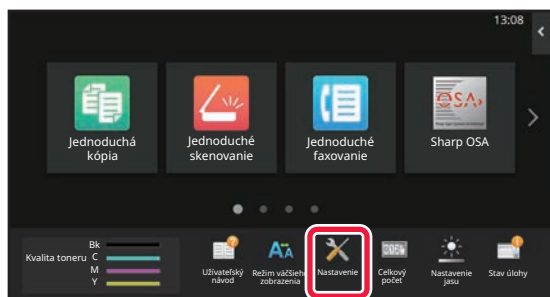 13:08
Jednoduchá
kópia
Jednoduché
skenovanie
Jednoduché
faxovanie
OSA
Sharp OSA
Bk
Kvalita toneru C
M
Y
Užívateľský
návod
Režim väčšieho
zobrazenia
Nastavenie
Celkový
počet
Nastavenie
jasu
Stav úlohy